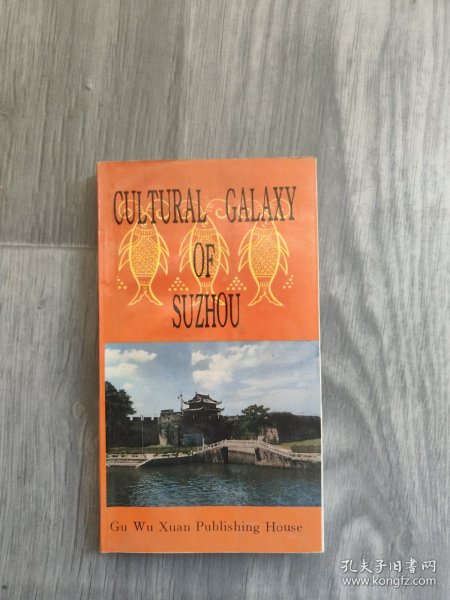 CULTURAL GALAXY
OF
SUZHOU
Gu Wu Xuan Publishing House
孔夫子旧书网
www.kongfz.com